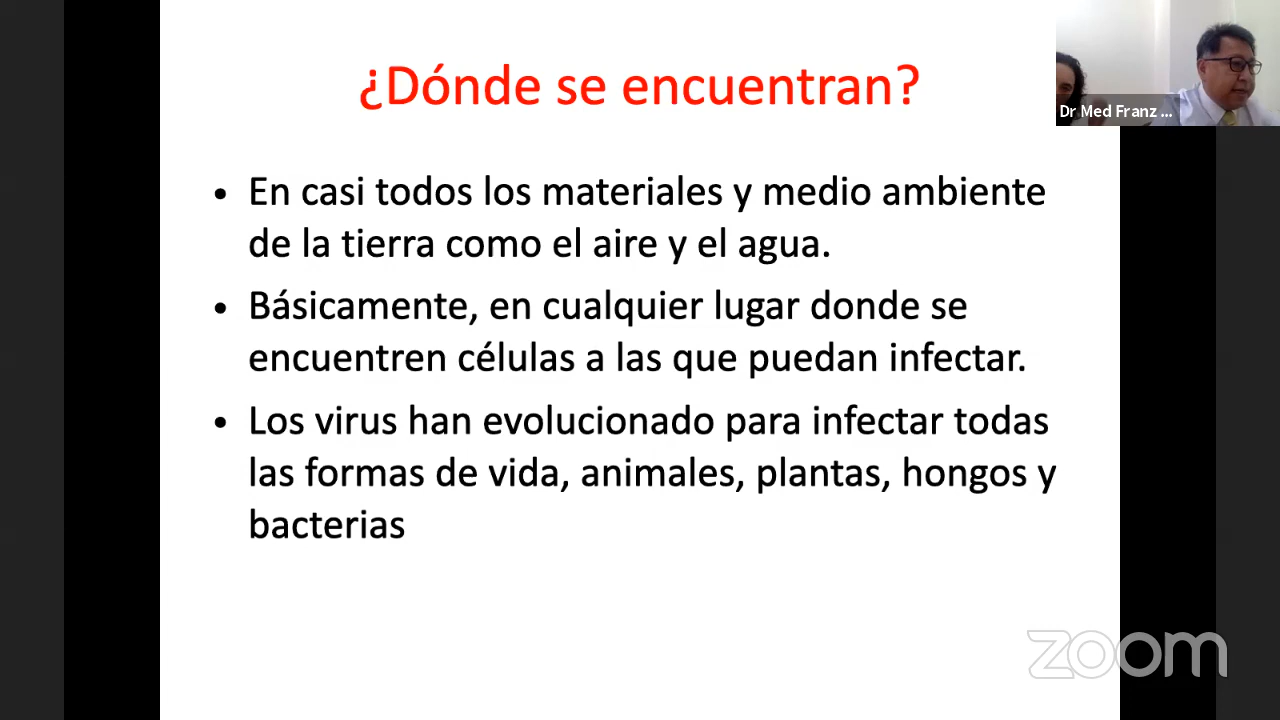 ¿Dónde se encuentran?
Dr Med Franz ...
• En casi todos los materiales y medio ambiente
de la tierra como el aire y el agua.
• Básicamente, en cualquier lugar donde se
encuentren células a las que puedan infectar.
• Los virus han evolucionado para infectar todas
las formas de vida, animales, plantas, hongos y
bacterias
zoom